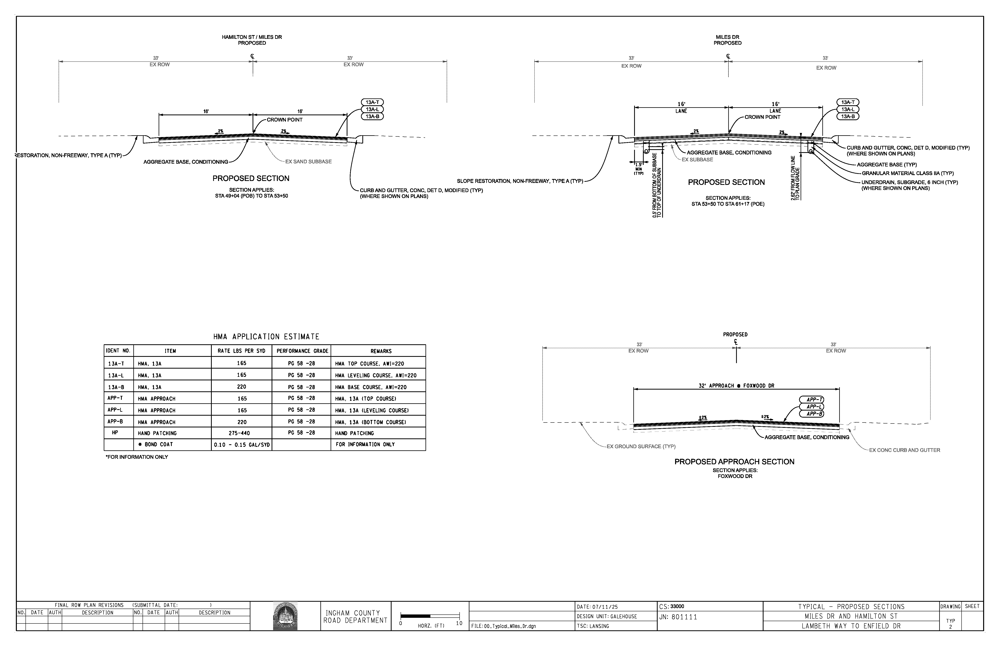 HAMILTON ST / MILES DR
PROPOSED
℄
33'
EX ROW
33'
EX ROW
13A-T
13A-L
13A-B
16'
16'
CROWN POINT
2%
2%
RESTORATION, NON-FREEWAY, TYPE A (TYP)
AGGREGATE BASE, CONDITIONING
EX SAND SUBBASE
PROPOSED SECTION
SECTION APPLIES:
STA 49+04 (POB) TO STA 53+50
CURB AND GUTTER, CONC, DET D, MODIFIED (TYP)
(WHERE SHOWN ON PLANS)
MILES DR
PROPOSED
℄
33'
EX ROW
33'
EX ROW
13A-T
13A-L
13A-B
16'
LANE
16'
LANE
CROWN POINT
2%
2%
CURB AND GUTTER, CONC, DET D, MODIFIED (TYP)
(WHERE SHOWN ON PLANS)
AGGREGATE BASE, CONDITIONING
EX SUBBASE
AGGREGATE BASE (TYP)
1.5'
MIN
(TYP)
GRANULAR MATERIAL CLASS IIA (TYP)
0.5' FROM BOTTOM OF SUBBASE
TO TOP OF UNDERDRAIN
2.62' FROM FLOW LINE
TO PLAN GRADE
SLOPE RESTORATION, NON-FREEWAY, TYPE A (TYP)
UNDERDRAIN, SUBGRADE, 6 INCH (TYP)
(WHERE SHOWN ON PLANS)
PROPOSED SECTION
SECTION APPLIES:
STA 53+50 TO STA 61+17 (POE)
HMA APPLICATION ESTIMATE
IDENT NO. ITEM RATE LBS PER SYD PERFORMANCE GRADE REMARKS
13A-T HMA, 13A 165 PG 58 -28 HMA TOP COURSE, AWI=220
13A-L HMA, 13A 165 PG 58 -28 HMA LEVELING COURSE, AWI=220
13A-B HMA, 13A 220 PG 58 -28 HMA BASE COURSE, AWI=220
APP-T HMA APPROACH 165 PG 58 -28 HMA, 13A (TOP COURSE)
APP-L HMA APPROACH 165 PG 58 -28 HMA, 13A (LEVELING COURSE)
APP-B HMA APPROACH 220 PG 58 -28 HMA, 13A (BOTTOM COURSE)
HP HAND PATCHING 275-440 PG 58 -28 HAND PATCHING
* BOND COAT 0.10 - 0.15 GAL/SYD FOR INFORMATION ONLY
*FOR INFORMATION ONLY
PROPOSED
℄
33'
EX ROW
33'
EX ROW
32' APPROACH @ FOXWOOD DR
APP-T
APP-L
APP-B
±2%
±2%
AGGREGATE BASE, CONDITIONING
EX GROUND SURFACE (TYP)
EX CONC CURB AND GUTTER
PROPOSED APPROACH SECTION
SECTION APPLIES:
FOXWOOD DR
FINAL ROW PLAN REVISIONS (SUBMITTAL DATE: )
NO. DATE AUTH DESCRIPTION NO. DATE AUTH DESCRIPTION
INGHAM COUNTY
ROAD DEPARTMENT
0 HORZ. (FT) 10
FILE: 00_Typical_Miles_Dr.dgn
DATE: 07/11/25
DESIGN UNIT: GALEHOUSE
TSC: LANSING
CS: 33000
JN: 801111
TYPICAL - PROPOSED SECTIONS
MILES DR AND HAMILTON ST
LAMBETH WAY TO ENFIELD DR
DRAWING SHEET
TYP
2